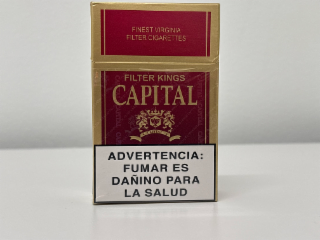 FINEST VIRGINIA
FILTER CIGARETTES
FILTER KINGS
CAPITAL
ADVERTENCIA:
FUMAR ES
DAÑINO PARA
LA SALUD